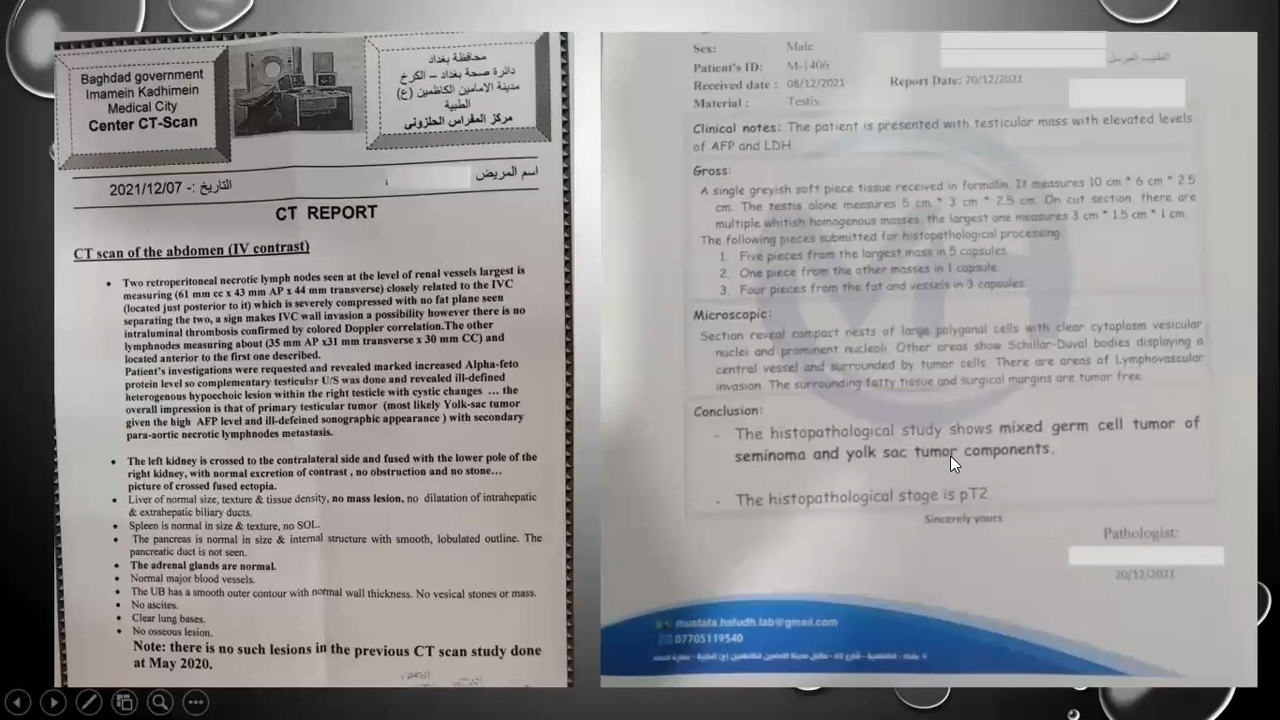 Baghdad government
Imamein Kadhimein
Medical City
Center CT-Scan
محافظة بغداد
دائرة صحة بغداد – الكرخ
مدينة الامامين الكاظمين (ع)
الطبية
مركز المفراس الحلزوني
اسم المريض
التاريخ :- 2021/12/07
CT REPORT
CT scan of the abdomen (IV contrast)
• Two retroperitoneal necrotic lymph nodes seen at the level of renal vessels largest is
measuring (61 mm cc x 43 mm AP x 44 mm transverse) closely related to the IVC
(located just posterior to it) which is severely compressed with no fat plane seen
separating the two, a sign makes IVC wall invasion a possibility however there is no
intraluminal thrombosis confirmed by colored Doppler correlation.The other
lymphnodes measuring about (35 mm AP x31 mm transverse x 30 mm CC) and
located anterior to the first one described.
Patient's investigations were requested and revealed marked increased Alpha-feto
protein level so complementary testicular U/S was done and revealed ill-defined
heterogenous hypoechoic lesion within the right testicle with cystic changes ... the
overall impression is that of primary testicular tumor (most likely Yolk-sac tumor
given the high AFP level and ill-defeined sonographic appearance ) with secondary
para-aortic necrotic lymphnodes metastasis.
• The left kidney is crossed to the contralateral side and fused with the lower pole of the
right kidney, with normal excretion of contrast , no obstruction and no stone...
picture of crossed fused ectopia.
• Liver of normal size, texture & tissue density, no mass lesion, no dilatation of intrahepatic
& extrahepatic biliary ducts.
• Spleen is normal in size & texture, no SOL.
• The pancreas is normal in size & internal structure with smooth, lobulated outline. The
pancreatic duct is not seen.
• The adrenal glands are normal.
• Normal major blood vessels.
• The UB has a smooth outer contour with normal wall thickness. No vesical stones or mass.
• No ascites.
• Clear lung bases.
• No osseous lesion.
Note: there is no such lesions in the previous CT scan study done
at May 2020.
Sex: Male
الطبيب المرسل
Patient's ID: M-1406
Received date : 08/12/2021 Report Date: 20/12/2021
Material : Testis
Clinical notes: The patient is presented with testicular mass with elevated levels
of AFP and LDH.
Gross:
A single greyish soft piece tissue received in formalin. It measures 10 cm * 6 cm * 2.5
cm. The testis alone measures 5 cm * 3 cm * 2.5 cm. On cut section, there are
multiple whitish homogenous masses, the largest one measures 3 cm * 1.5 cm * 1 cm.
The following pieces submitted for histopathological processing:
1. Five pieces from the largest mass in 5 capsules.
2. One piece from the other masses in 1 capsule.
3. Four pieces from the fat and vessels in 3 capsules.
Microscopic:
Section reveal compact nests of large polygonal cells with clear cytoplasm vesicular
nuclei and prominent nucleoli. Other areas show Schillar-Duval bodies displaying a
central vessel and surrounded by tumor cells. There are areas of Lymphovascular
invasion. The surrounding fatty tissue and surgical margins are tumor free.
Conclusion:
- The histopathological study shows mixed germ cell tumor of
seminoma and yolk sac tumor components.
- The histopathological stage is pT2.
Sincerely yours
Pathologist:
20/12/2021
mustafa.hafudh.lab@gmail.com
07705119540